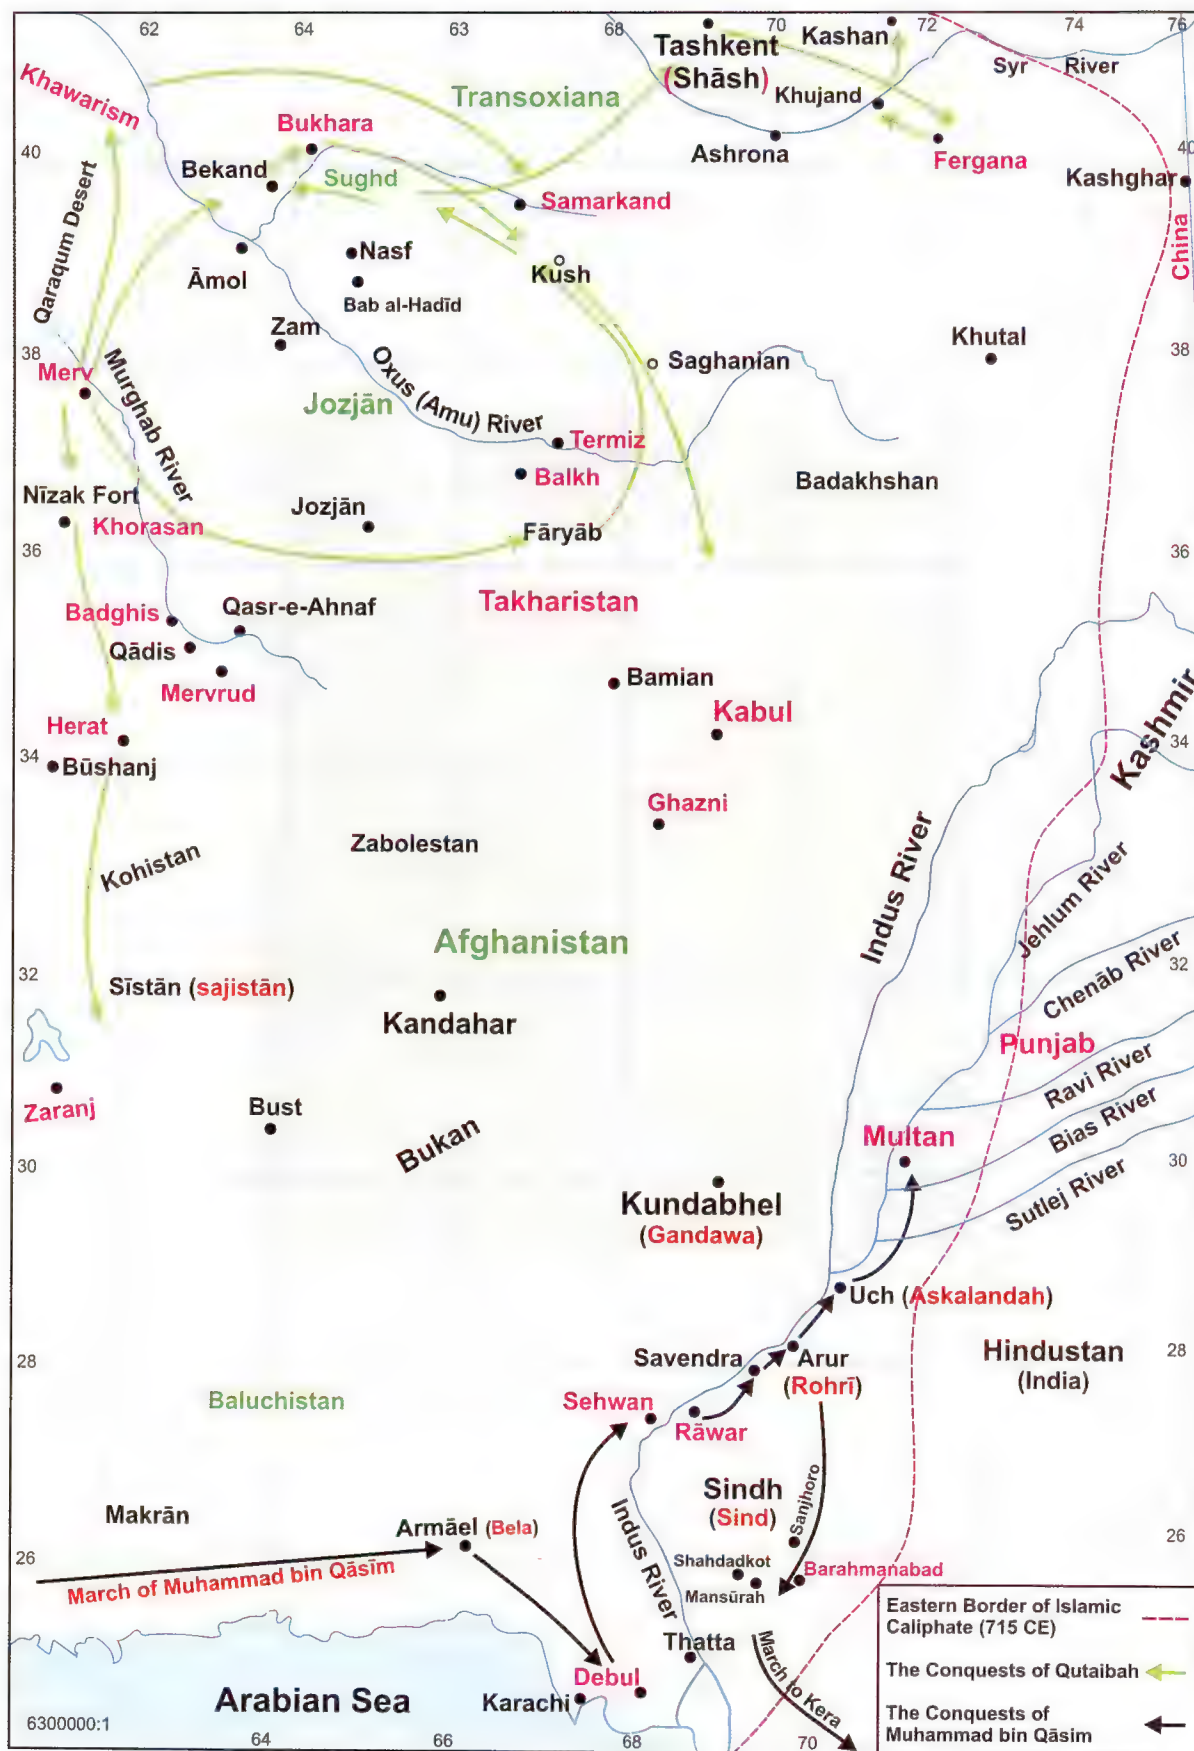 62
64
63
68
70
72
74
76
Khawarism
Transoxiana
Tashkent
(Shāsh)
Kashan
Syr River
Khujand
Bukhara
Bekand
Sughd
Ashrona
Fergana
40
40
Kashghar
Samarkand
China
Qaraqum Desert
Āmol
Nasf
Bab al-Hadīd
Kush
Zam
Khutal
38
38
Merv
Murghab River
Oxus (Amu) River
Saghanian
Jozjān
Termiz
Balkh
Badakhshan
Nīzak Fort
Khorasan
Jozjān
Fāryāb
36
36
Takharistan
Badghis
Qasr-e-Ahnaf
Qādis
Mervrud
Bamian
Kabul
Kashmir
Herat
34
34
Būshanj
Ghazni
Zabolestan
Kohistan
Indus River
Jehlum River
Afghanistan
Chenāb River
32
32
Sīstān (sajistān)
Kandahar
Punjab
Ravi River
Zaranj
Bust
Bukan
Multan
Bias River
30
30
Sutlej River
Kundabhel
(Gandawa)
Uch (Askalandah)
28
28
Savendra
Arur
(Rohrī)
Hindustan
(India)
Baluchistan
Sehwan
Rāwar
Sindh
(Sind)
Sanjhoro
Makrān
Armāel (Bela)
Indus River
26
26
March of Muhammad bin Qāsīm
Shahdadkot
Mansūrah
Barahmanabad
Thatta
March to Kera
Debul
Karachi
Arabian Sea
6300000:1
64
66
68
70
Eastern Border of Islamic
Caliphate (715 CE)
The Conquests of Qutaibah
The Conquests of
Muhammad bin Qāsim